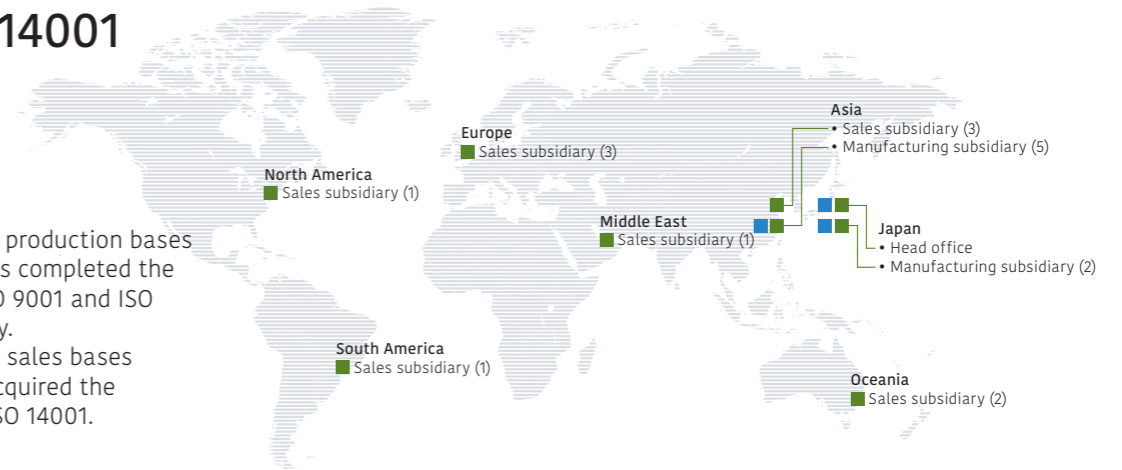 14001
production bases
s completed the
9001 and ISO
y.
sales bases
cquired the
SO 14001.
North America
Sales subsidiary (1)
Europe
Sales subsidiary (3)
Middle East
Sales subsidiary (1)
South America
Sales subsidiary (1)
Asia
• Sales subsidiary (3)
• Manufacturing subsidiary (5)
Japan
• Head office
• Manufacturing subsidiary (2)
Oceania
Sales subsidiary (2)